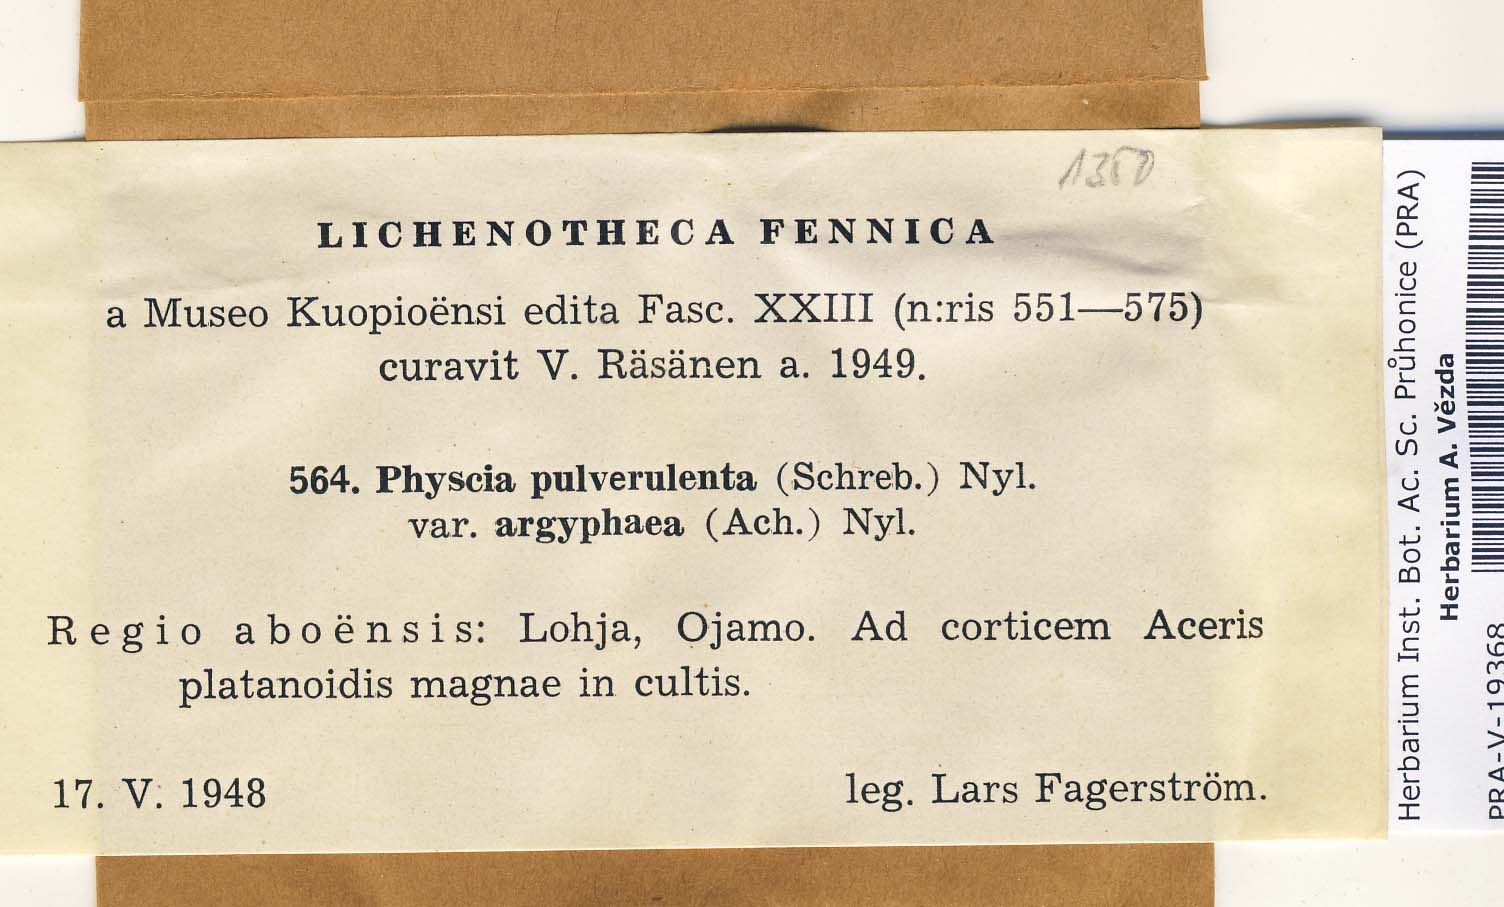 1350
LICHENOTHECA FENNICA
a Museo Kuopioënsi edita Fasc. XXIII (n:ris 551—575)
curavit V. Räsänen a. 1949.
564. Physcia pulverulenta (Schreb.) Nyl.
var. argyphaea (Ach.) Nyl.
Regio aboënsis: Lohja, Ojamo. Ad corticem Aceris
platanoidis magnae in cultis.
17. V. 1948 leg. Lars Fagerström.
Herbarium Inst. Bot. Ac. Sc. Průhonice (PRA)
Herbarium A. Vězda
PRA-V-19368